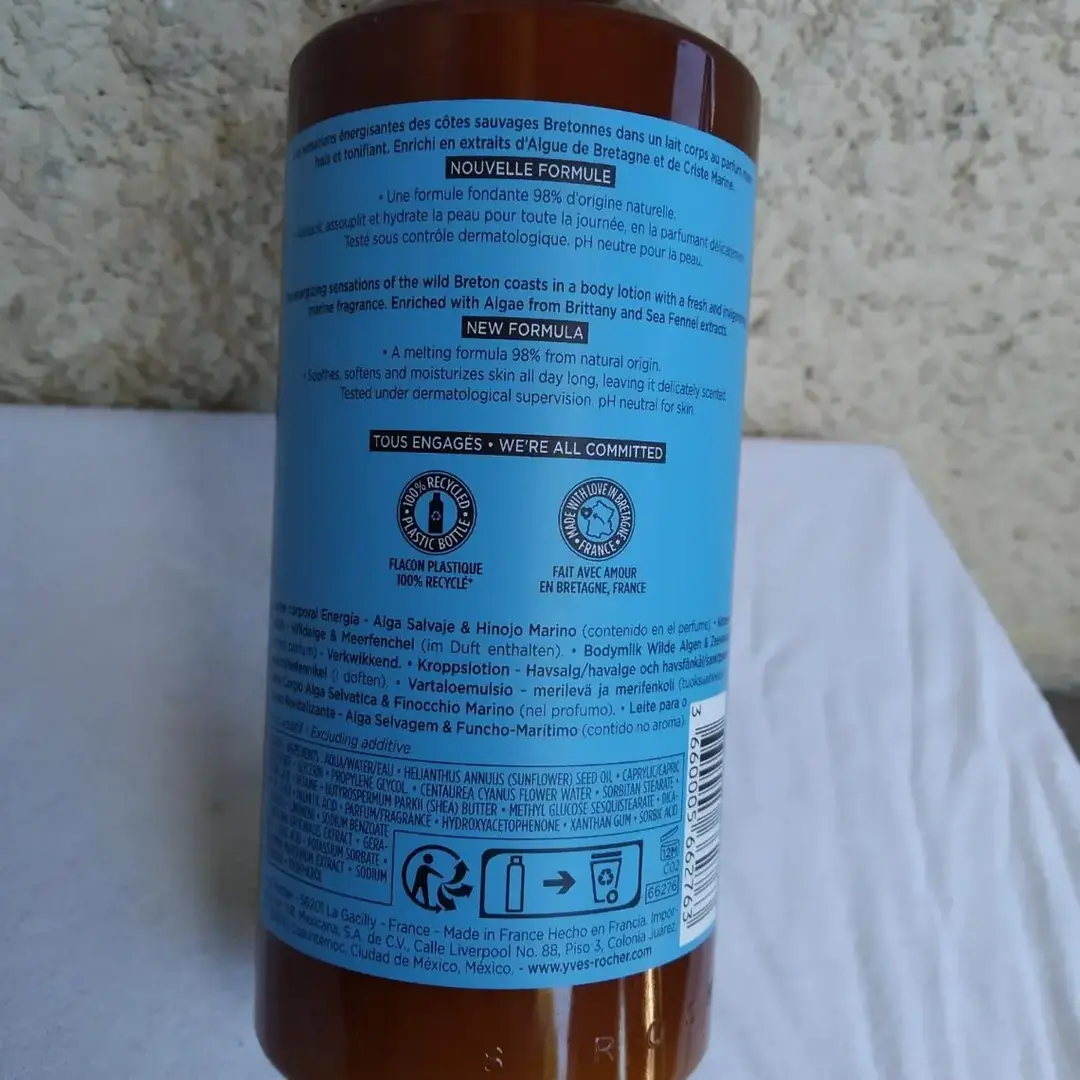 énergisantes des côtes sauvages Bretonnes dans un lait corps au parfum
frais et tonifiant. Enrichi en extraits d'Algue de Bretagne et de Criste Marine.
NOUVELLE FORMULE
• Une formule fondante 98% d'origine naturelle.
assouplit et hydrate la peau pour toute la journée, en la parfumant délicatement.
Testé sous contrôle dermatologique. pH neutre pour la peau.
sensations of the wild Breton coasts in a body lotion with a fresh and
marine fragrance. Enriched with Algae from Brittany and Sea Fennel extracts.
NEW FORMULA
• A melting formula 98% from natural origin.
• Soothes, softens and moisturizes skin all day long, leaving it delicately scented.
Tested under dermatological supervision. pH neutral for skin.
TOUS ENGAGÉS • WE'RE ALL COMMITTED
• 100% RECYCLED • PLASTIC BOTTLE
MADE WITH LOVE IN BRETAGNE • FRANCE •
FLACON PLASTIQUE
100% RECYCLÉ*
FAIT AVEC AMOUR
EN BRETAGNE, FRANCE
corporal Energía - Alga Salvaje & Hinojo Marino (contenido en el perfume) •
& Meerfenchel (im Duft enthalten). • Bodymilk Wilde Algen &
- Verkwikkend. • Kroppslotion - Havsalg/havalge och
(i doften). • Vartaloemulsio - merilevä ja merifenkoli
Corpo Alga Selvatica & Finocchio Marino (nel profumo). • Leite para o
Revitalizante - Alga Selvagem & Funcho-Marítimo (contido no aroma).
Excluding additive
AQUA/WATER/EAU • HELIANTHUS ANNUUS (SUNFLOWER) SEED OIL • CAPRYLIC/CAPRIC
GLYCERIN • PROPYLENE GLYCOL • CENTAUREA CYANUS FLOWER WATER • SORBITAN STEARATE •
BUTYROSPERMUM PARKII (SHEA) BUTTER • METHYL GLUCOSE SESQUISTEARATE •
PALMITIC ACID • PARFUM/FRAGRANCE • HYDROXYACETOPHENONE • XANTHAN GUM • SORBIC ACID
SODIUM BENZOATE
EXTRACT •
POTASSIUM SORBATE •
EXTRACT • SODIUM
12M
C02
66276
3 660005 662763
56201 La Gacilly - France - Made in France Hecho en Francia.
Mexicana, S.A. de C.V., Calle Liverpool No. 88, Piso 3, Colonia Juárez,
Ciudad de México, México. - www.yves-rocher.com